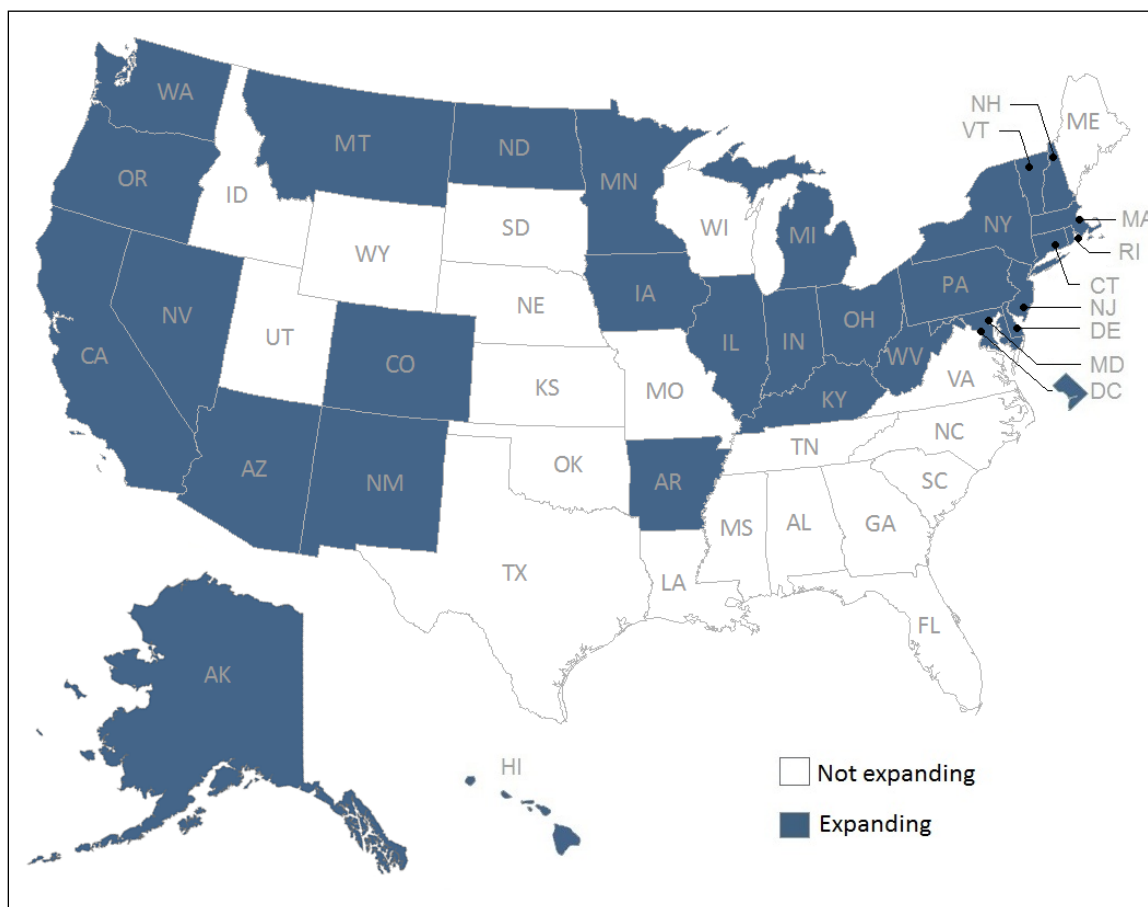 WA
MT
ND
MN
OR
ID
SD
WI
WY
MI
NH
VT
ME
NY
MA
RI
CT
NJ
DE
MD
DC
PA
NV
UT
NE
IA
IL
IN
OH
WV
VA
CA
CO
KS
MO
KY
AZ
NM
OK
AR
TN
NC
SC
MS
AL
GA
TX
LA
FL
AK
HI
Not expanding
Expanding